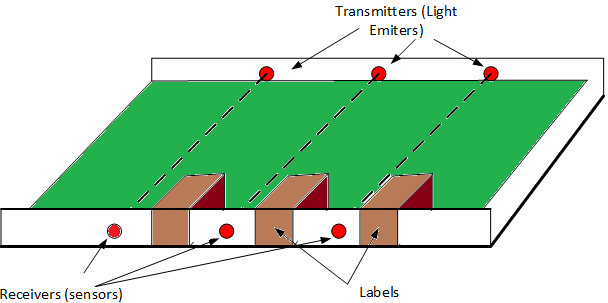 Transmitters (Light
Emiters)
Receivers (sensors)
Labels